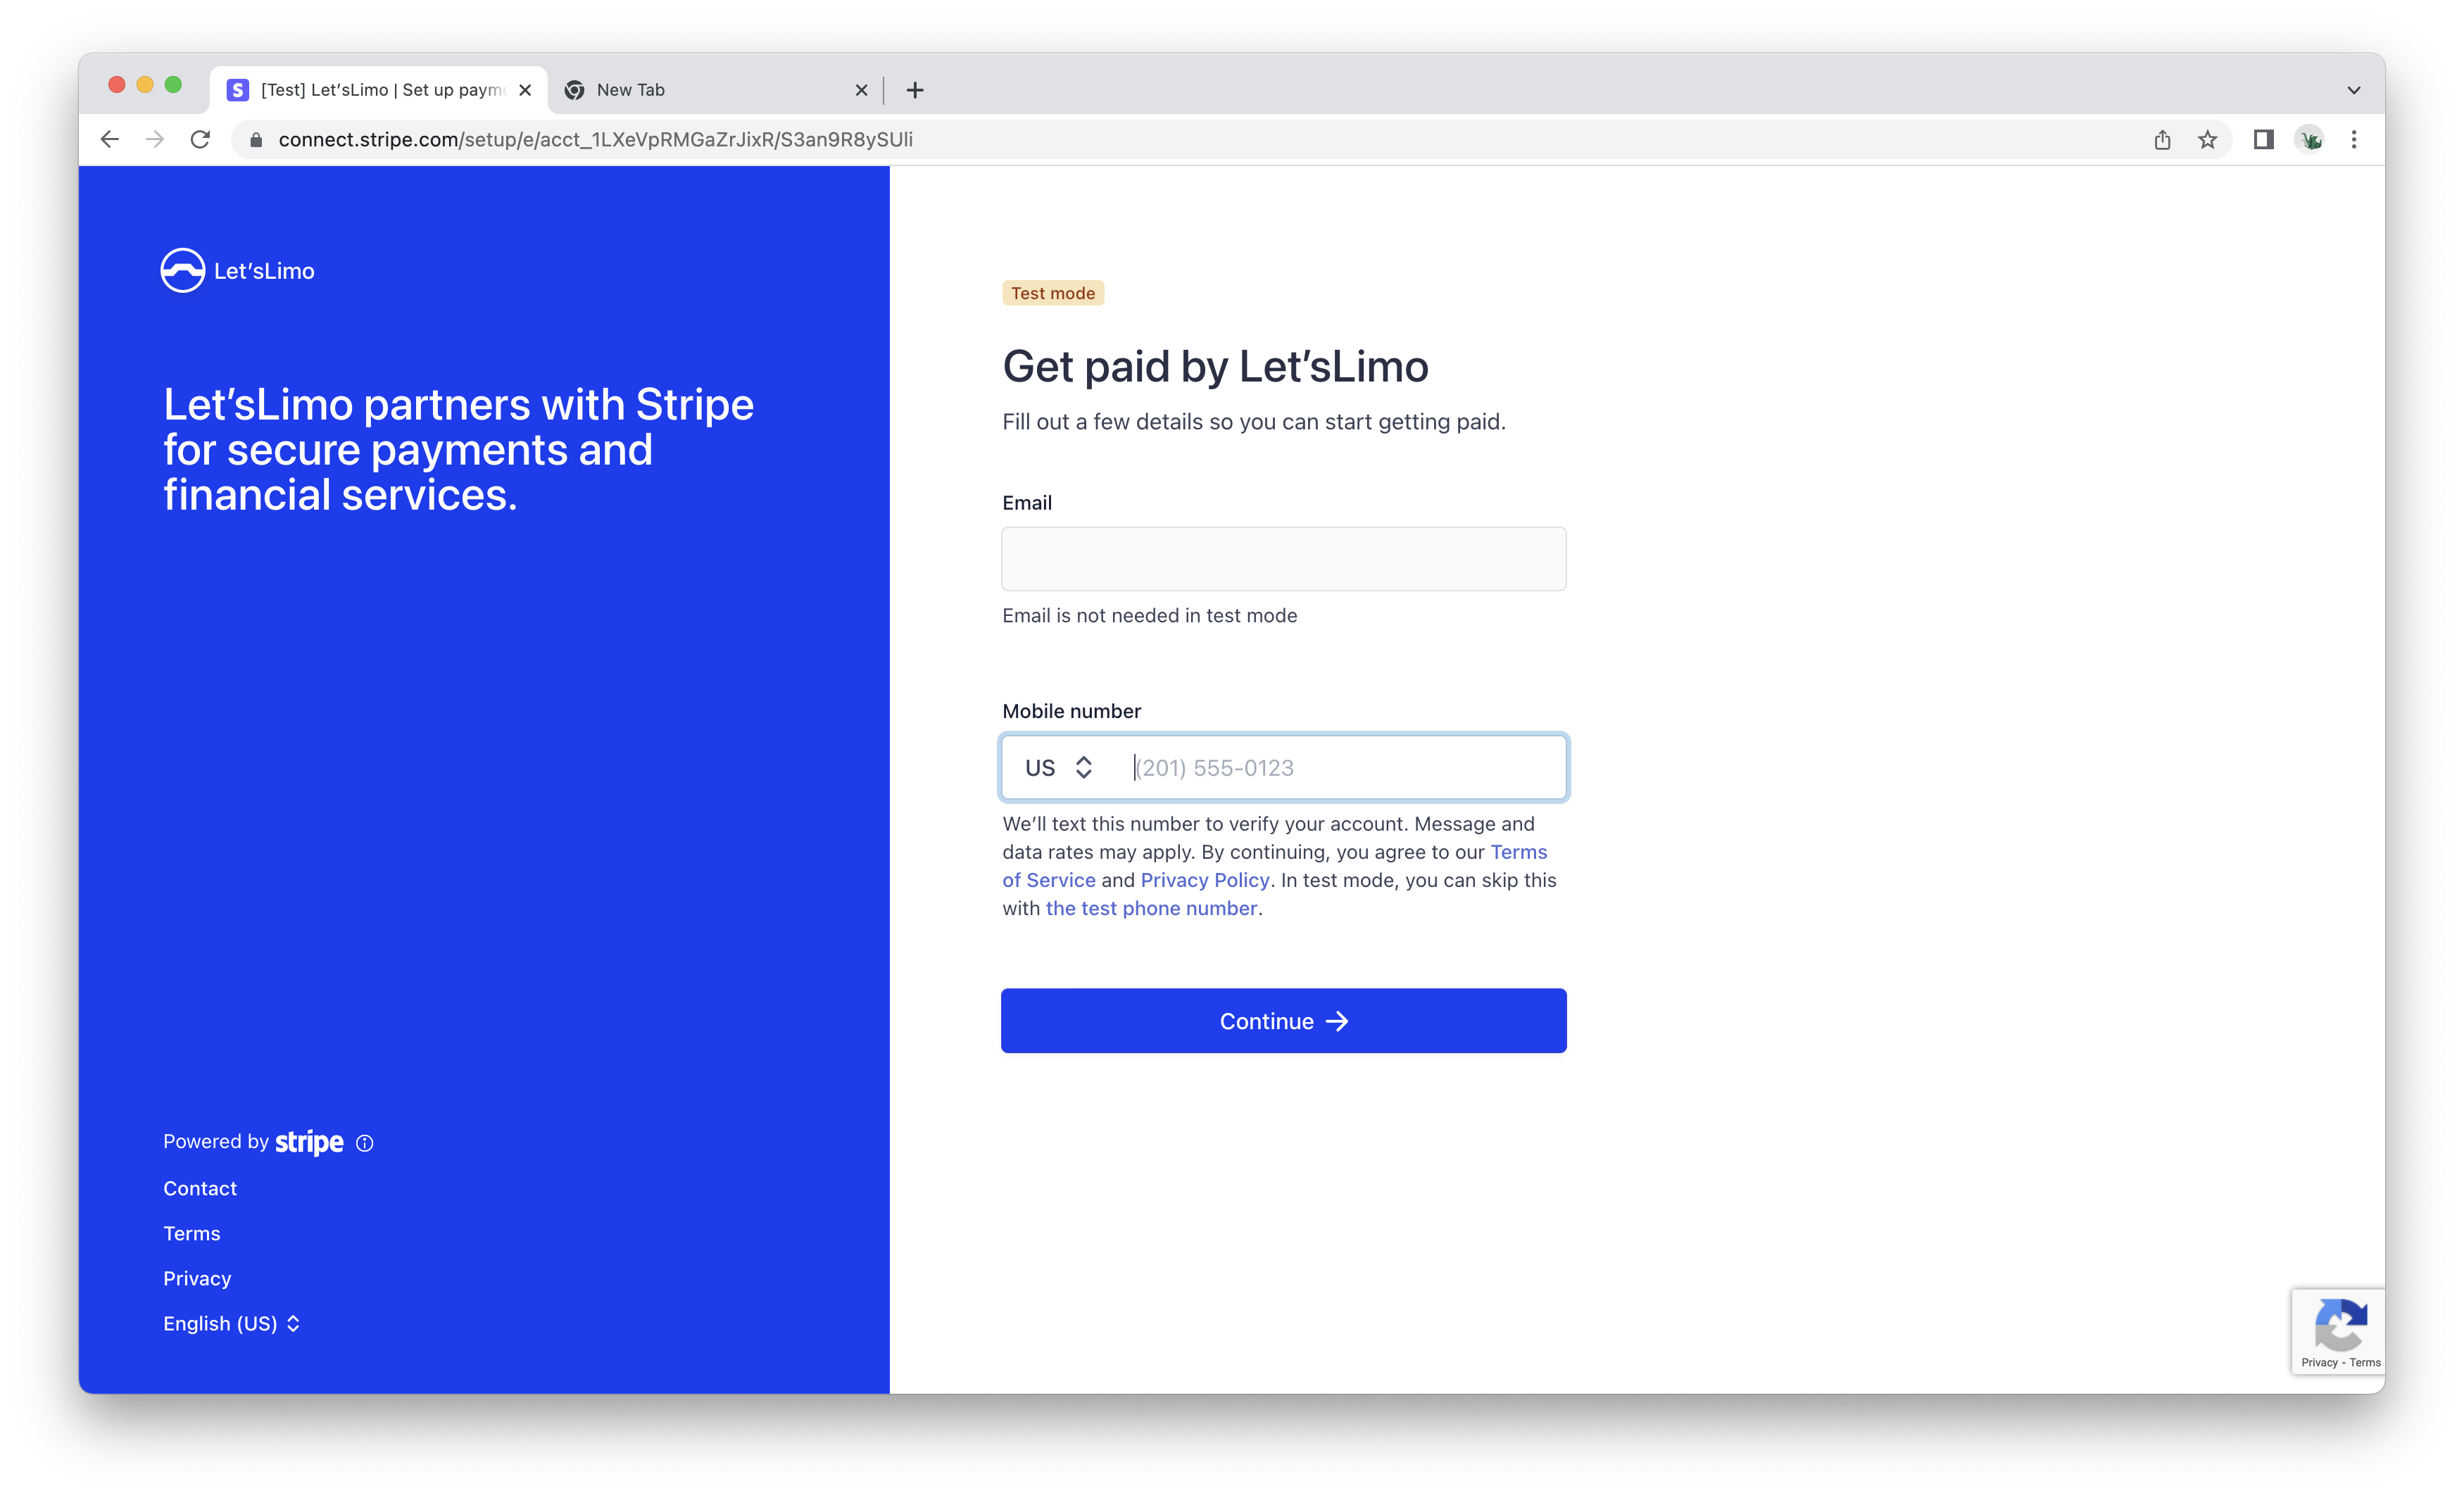 [Test] Let'sLimo | Set up payme
New Tab
connect.stripe.com/setup/e/acct_1LXeVpRMGaZrJixR/S3an9R8ySUli
Let'sLimo
Let'sLimo partners with Stripe
for secure payments and
financial services.
Powered by stripe
Contact
Terms
Privacy
English (US)
Test mode
Get paid by Let'sLimo
Fill out a few details so you can start getting paid.
Email
Email is not needed in test mode
Mobile number
US (201) 555-0123
We'll text this number to verify your account. Message and
data rates may apply. By continuing, you agree to our Terms
of Service and Privacy Policy. In test mode, you can skip this
with the test phone number.
Continue →
Privacy - Terms